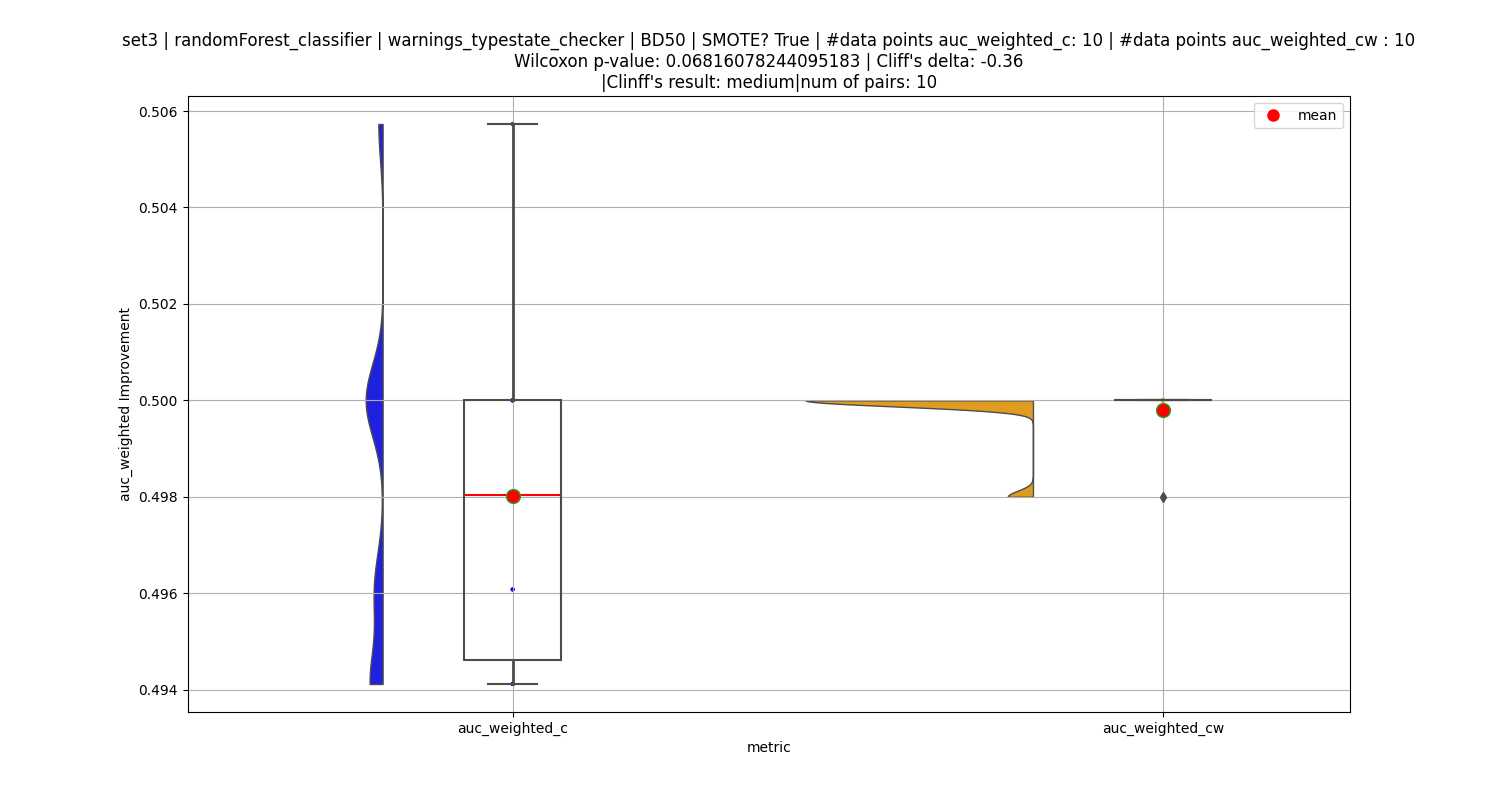 set3 | randomForest_classifier | warnings_typestate_checker | BD50 | SMOTE? True | #data points auc_weighted_c: 10 | #data points auc_weighted_cw : 10
Wilcoxon p-value: 0.06816078244095183 | Cliff's delta: -0.36
|Clinff's result: medium|num of pairs: 10
mean
0.506
0.504
0.502
0.500
0.498
0.496
0.494
auc_weighted Improvement
auc_weighted_c
auc_weighted_cw
metric